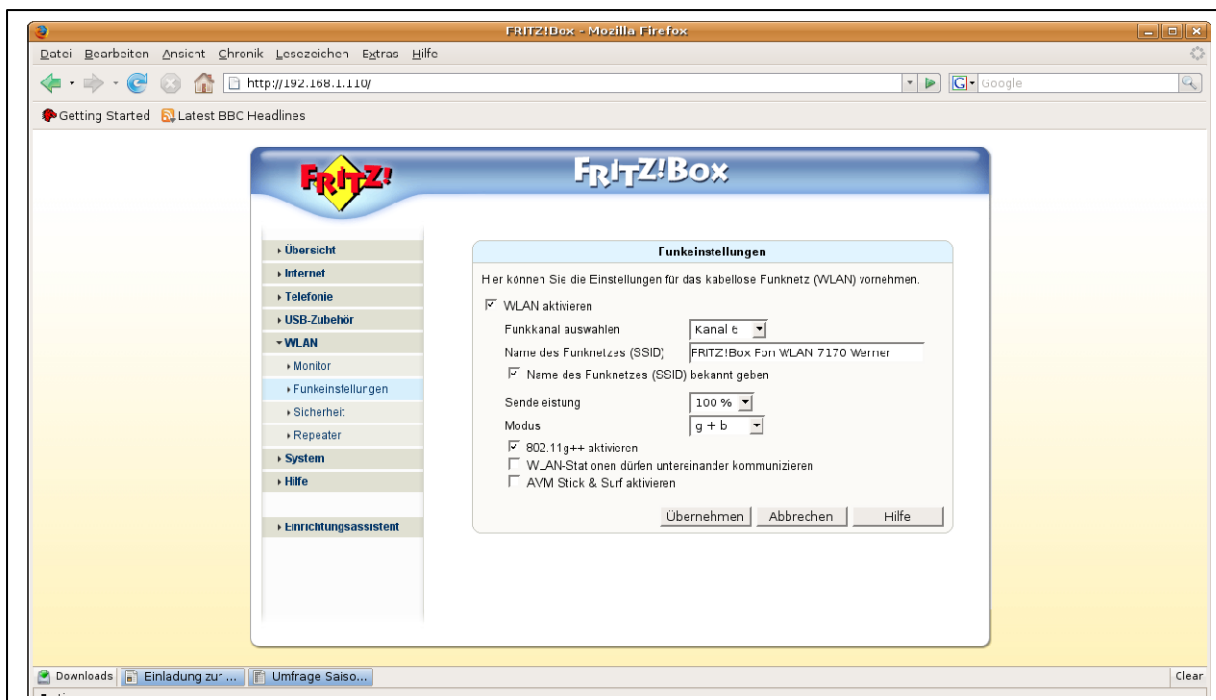 FRITZ!Box - Mozilla Firefox
Datei Bearbeiten Ansicht Chronik Lesezeichen Extras Hilfe
http://192.168.1.110/
G Google
Getting Started Latest BBC Headlines
FRITZ!
FRITZ!BOX
Übersicht
Internet
Telefonie
USB-Zubehör
WLAN
Monitor
Funkeinstellungen
Sicherheit
Repeater
System
Hilfe
Einrichtungsassistent
Funkeinstellungen
Hier können Sie die Einstellungen für das kabellose Funknetz (WLAN) vornehmen.
WLAN aktivieren
Funkkanal auswählen Kanal 6
Name des Funknetzes (SSID) FRITZ!Box Fon WLAN 7170 Werner
Name des Funknetzes (SSID) bekannt geben
Sendeleistung 100 %
Modus g + b
802.11g++ aktivieren
WLAN-Stationen dürfen untereinander kommunizieren
AVM Stick & Surf aktivieren
Übernehmen Abbrechen Hilfe
Downloads Einladung zur ... Umfrage Saiso... Clear